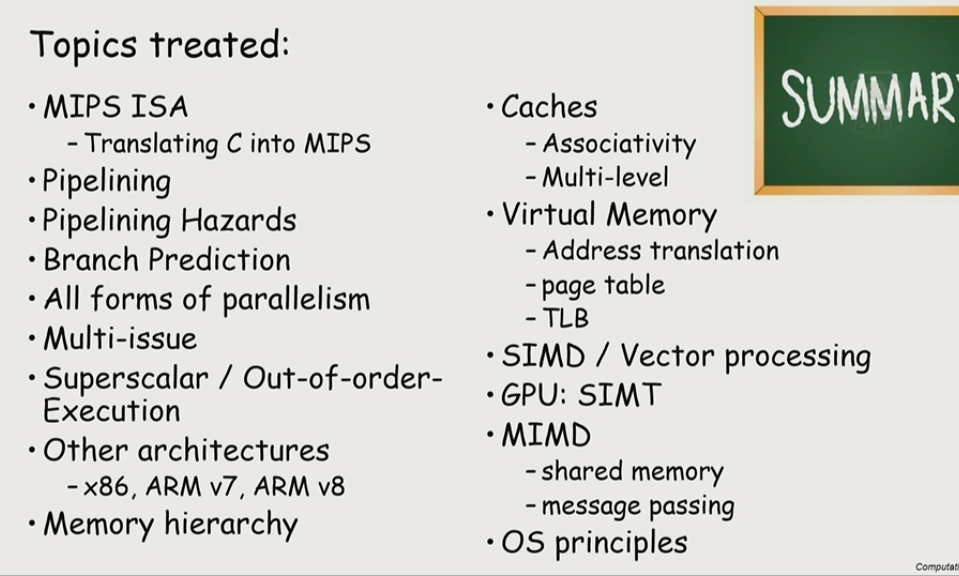 Topics treated:
• MIPS ISA
– Translating C into MIPS
• Pipelining
• Pipelining Hazards
• Branch Prediction
• All forms of parallelism
• Multi-issue
• Superscalar / Out-of-order-
Execution
• Other architectures
– x86, ARM v7, ARM v8
• Memory hierarchy
• Caches
– Associativity
– Multi-level
• Virtual Memory
– Address translation
– page table
– TLB
• SIMD / Vector processing
• GPU: SIMT
• MIMD
– shared memory
– message passing
• OS principles
SUMMAR
Computati